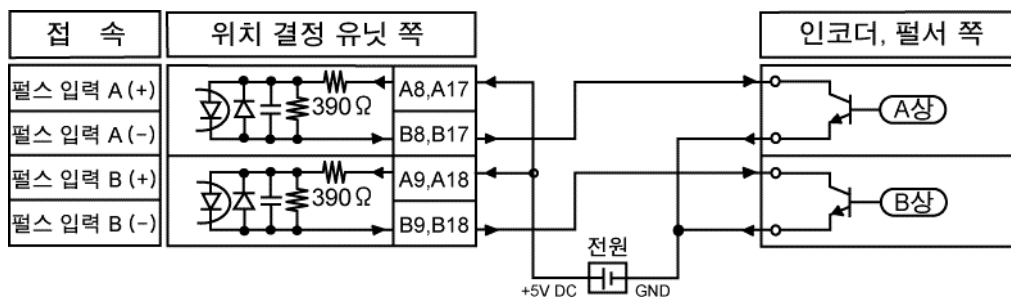 접 속 위치 결정 유닛 쪽 인코더, 펄서 쪽
펄스 입력 A (+) 390Ω A8,A17
펄스 입력 A (−) B8,B17 A상
펄스 입력 B (+) 390Ω A9,A18
펄스 입력 B (−) B9,B18 B상
전원
+5V DC GND